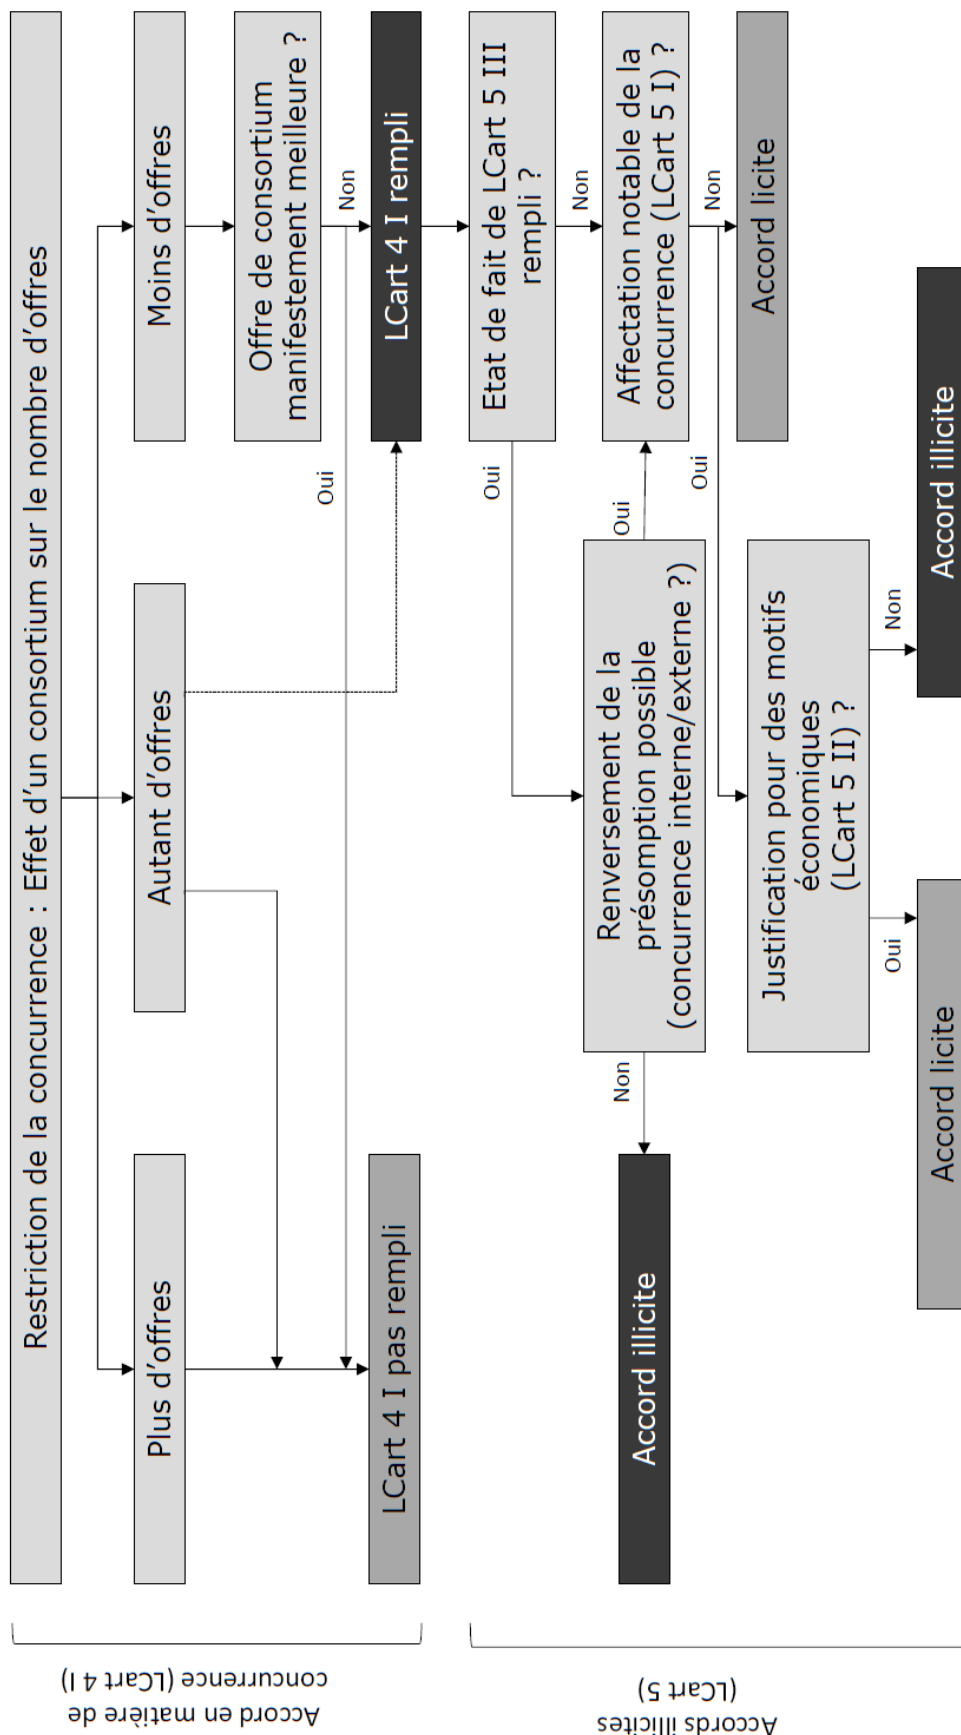 Restriction de la concurrence : Effet d'un consortium sur le nombre d'offres
Plus d'offres
Autant d'offres
Moins d'offres
Offre de consortium
manifestement meilleure ?
Oui
Non
LCart 4 I pas rempli
LCart 4 I rempli
Etat de fait de LCart 5 III
rempli ?
Oui
Non
Renversement de la
présomption possible
(concurrence interne/externe ?)
Non
Oui
Accord illicite
Affectation notable de la
concurrence (LCart 5 I) ?
Oui
Non
Accord licite
Justification pour des motifs
économiques
(LCart 5 II) ?
Oui
Non
Accord licite
Accord illicite
Accord en matière de
concurrence (LCart 4 I)
Accords illicites
(LCart 5)